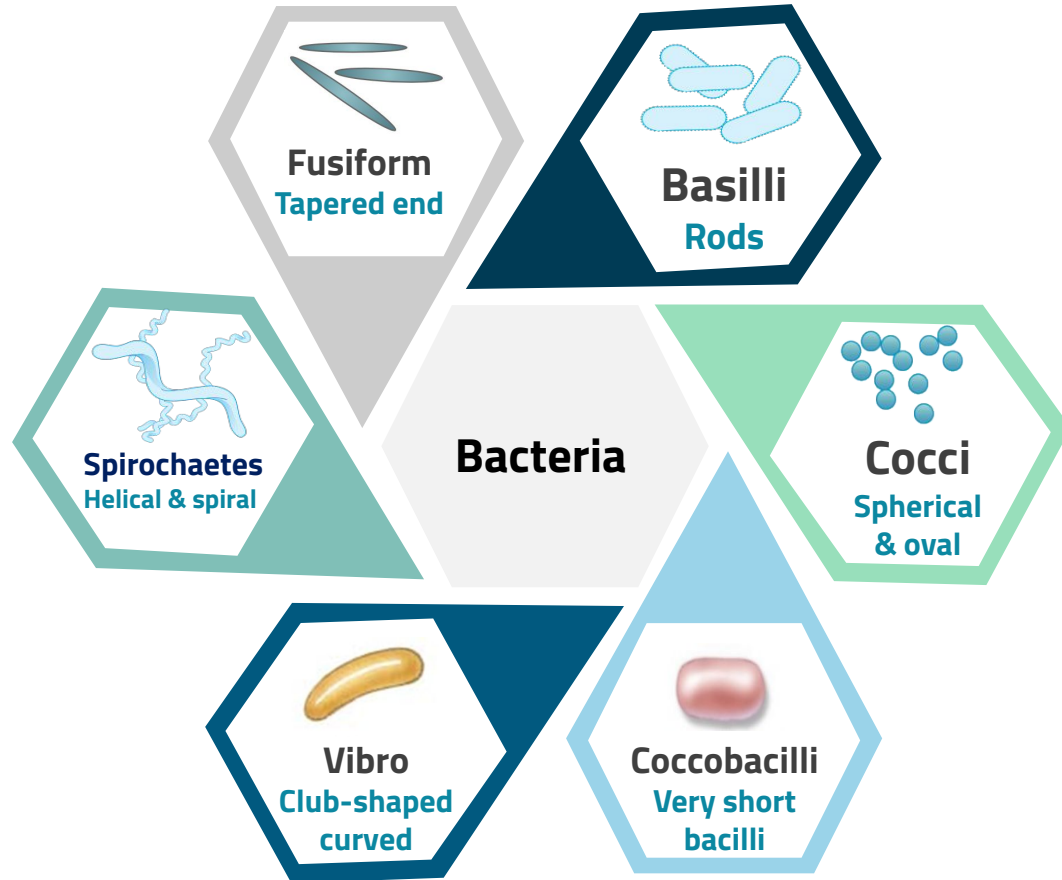 Fusiform
Tapered end
Basilli
Rods
Spirochaetes
Helical & spiral
Bacteria
Cocci
Spherical
& oval
Vibro
Club-shaped
curved
Coccobacilli
Very short
bacilli